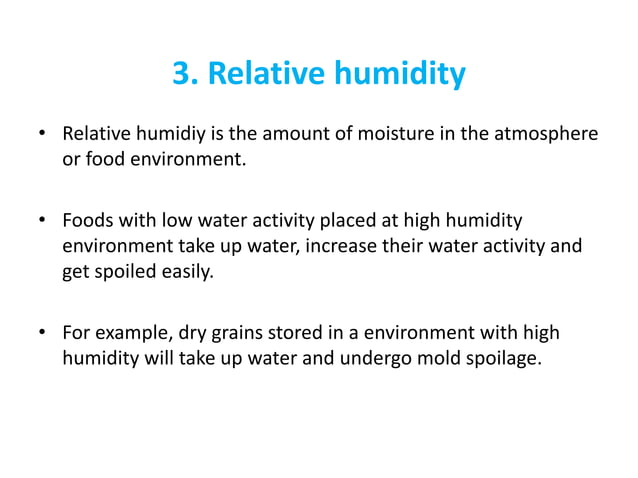 3. Relative humidity
• Relative humidiy is the amount of moisture in the atmosphere
or food environment.
• Foods with low water activity placed at high humidity
environment take up water, increase their water activity and
get spoiled easily.
• For example, dry grains stored in a environment with high
humidity will take up water and undergo mold spoilage.